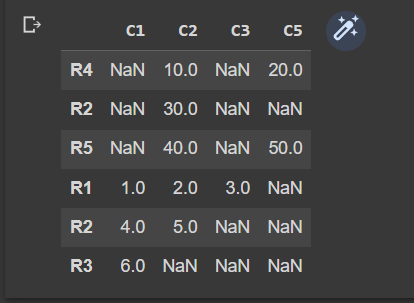 C1 C2 C3 C5
R4 NaN 10.0 NaN 20.0
R2 NaN 30.0 NaN NaN
R5 NaN 40.0 NaN 50.0
R1 1.0 2.0 3.0 NaN
R2 4.0 5.0 NaN NaN
R3 6.0 NaN NaN NaN